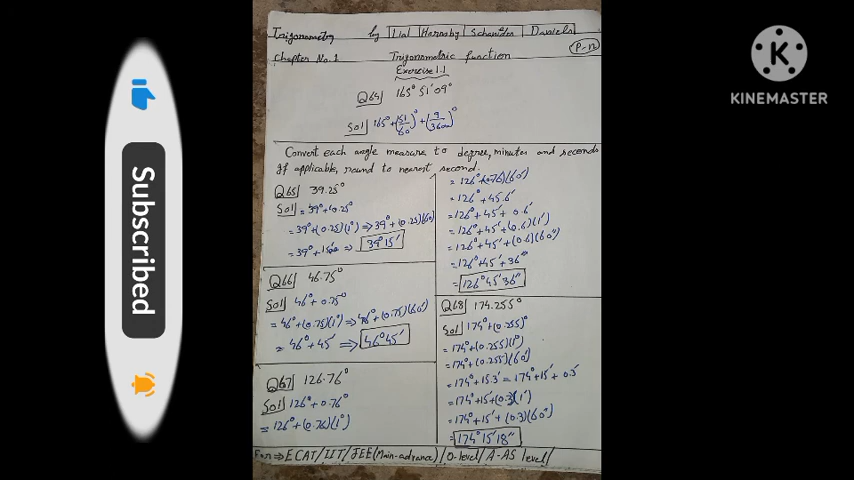 Trigonometry by Lial Hornsby Schneider Daniels
Chapter No.1 Trigonometric function P-12
Exercise 1.1
Q64 165° 51' 09"
Sol 165° + (51/60)° + (9/3600)°
Convert each angle measure to degree, minutes and seconds
If applicable, round to nearest second.
Q65 39.25°
Sol = 39° + 0.25°
= 39° + (0.25)(1°) ⇒ 39° + (0.25)(60')
= 39° + 15' ⇒ 39° 15'
Q66 46.75°
Sol 46° + 0.75°
= 46° + (0.75)(1°) ⇒ 46° + (0.75)(60')
= 46° + 45' ⇒ 46° 45'
Q67 126.76°
Sol 126° + 0.76°
= 126° + (0.76)(1°)
= 126° + (0.76)(60')
= 126° + 45.6'
= 126° + 45' + 0.6'
= 126° + 45' + (0.6)(1')
= 126° + 45' + (0.6)(60")
= 126° + 45' + 36"
= 126° 45' 36"
Q68 174.255°
Sol 174° + (0.255)°
= 174° + (0.255)(1°)
= 174° + (0.255)(60')
= 174° + 15.3' = 174° + 15' + 0.3'
= 174° + 15' + (0.3)(1')
= 174° + 15' + (0.3)(60")
= 174° 15' 18"
For ⇒ ECAT/IIT/JEE(Main-advance)/O-level/A-AS level/
Subscribed
K
KINEMASTER